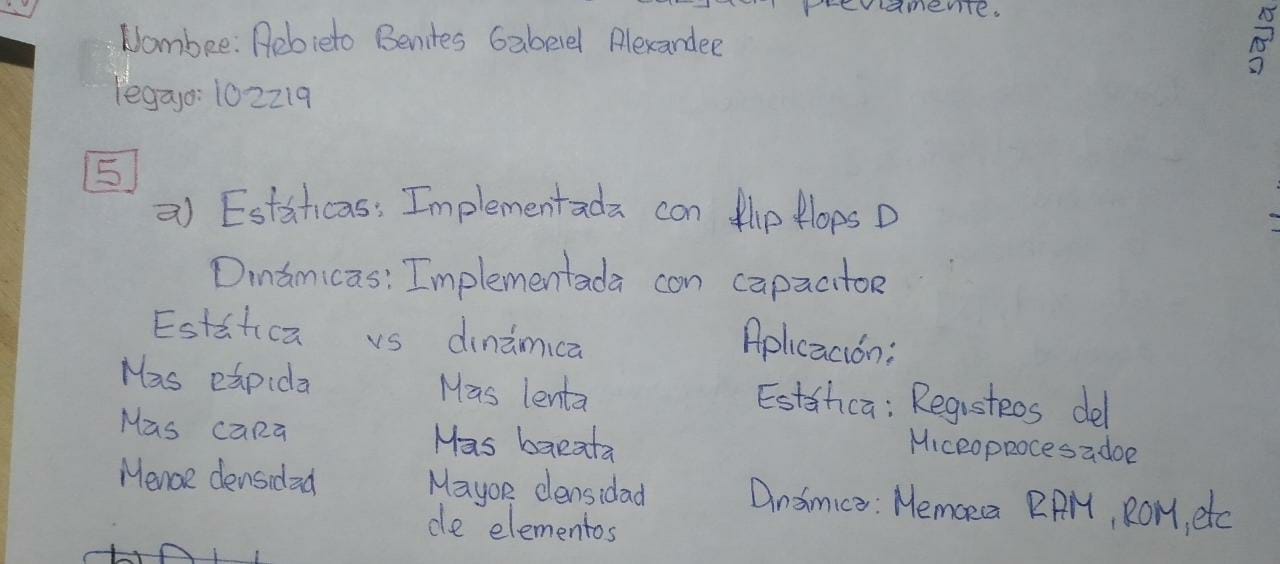 previamente.
Nombre: Arbieto Benites Gabriel Alexander
legajo: 102219
5
a) Estáticas: Implementada con flip flops D
Dinámicas: Implementada con capacitor
Estática vs dinámica
Mas rápida Mas lenta
Mas cara Mas barata
Menor densidad Mayor densidad
de elementos
Aplicación:
Estática: Registros del
Microprocesador
Dinámica: Memoria RAM, ROM, etc